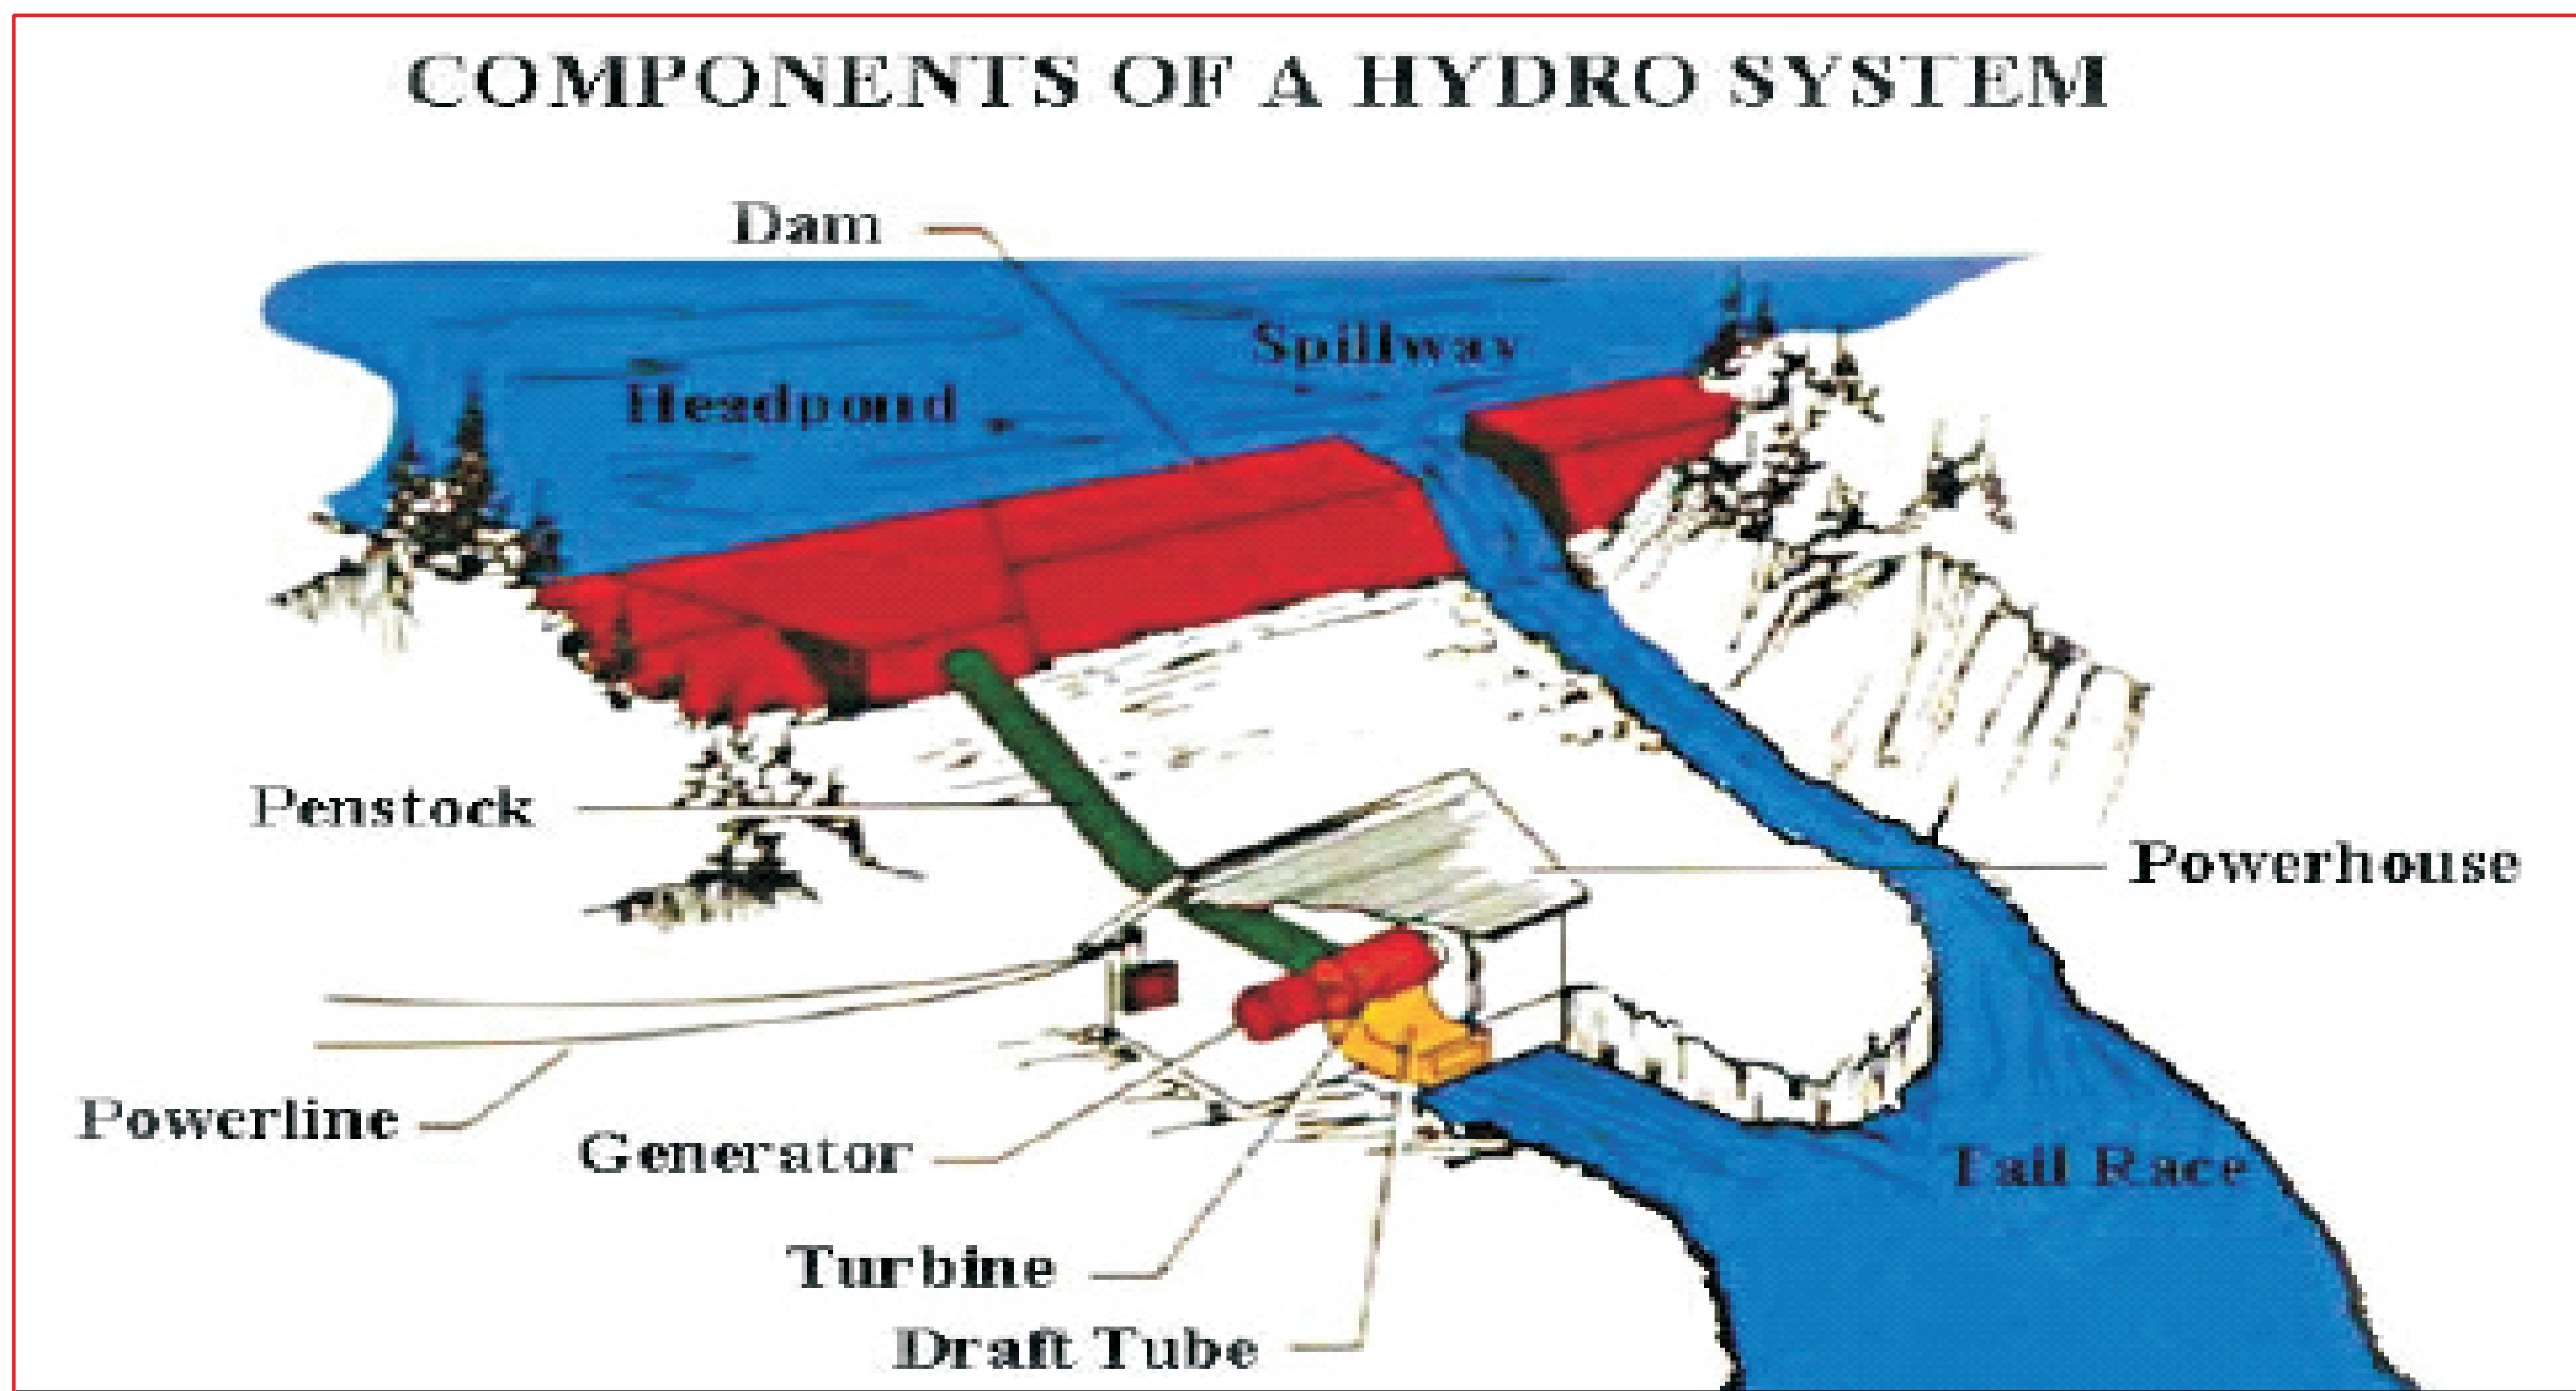 COMPONENTS OF A HYDRO SYSTEM
Dam
Spillway
Headpond
Penstock
Powerhouse
Powerline
Generator
Tail Race
Turbine
Draft Tube